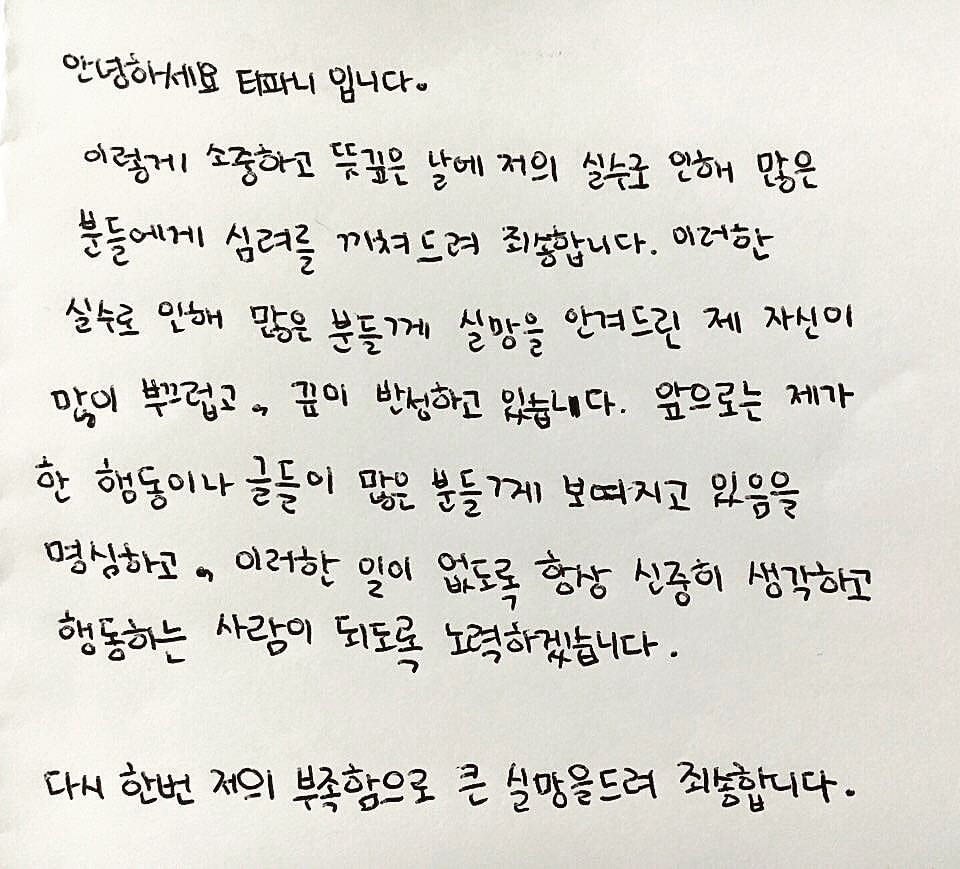 안녕하세요 티파니 입니다.
이렇게 소중하고 뜻깊은 날에 저의 실수로 인해 많은
분들에게 심려를 끼쳐드려 죄송합니다. 이러한
실수로 인해 많은 분들께 실망을 안겨드린 제 자신이
많이 부끄럽고, 깊이 반성하고 있습니다. 앞으로는 제가
한 행동이나 글들이 많은 분들께 보여지고 있음을
명심하고, 이러한 일이 없도록 항상 신중히 생각하고
행동하는 사람이 되도록 노력하겠습니다.
다시 한번 저의 부족함으로 큰 실망을드려 죄송합니다.